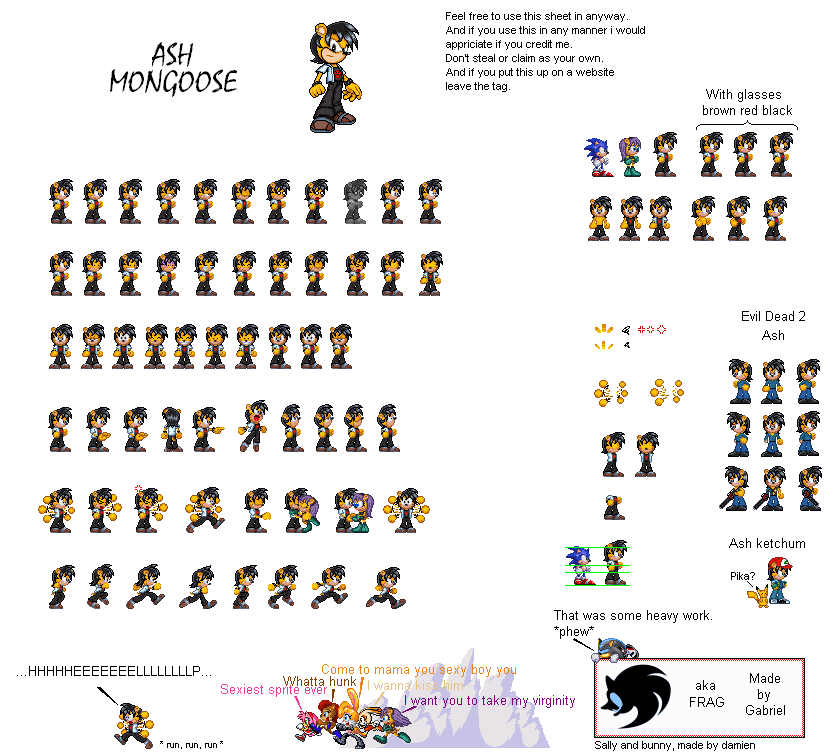 ASH
MONGOOSE
Feel free to use this sheet in anyway.
And if you use this in any manner i would
appriciate if you credit me.
Don't steal or claim as your own.
And if you put this up on a website
leave the tag.
With glasses
brown red black
Evil Dead 2
Ash
Ash ketchum
Pika?
That was some heavy work.
*phew*
...HHHHHEEEEEEELLLLLLLLP...
* run, run, run *
Come to mama you sexy boy you
Whatta hunk
I wanna kiss him
Sexiest sprite ever
I want you to take my virginity
aka
FRAG
Made
by
Gabriel
Sally and bunny, made by damien